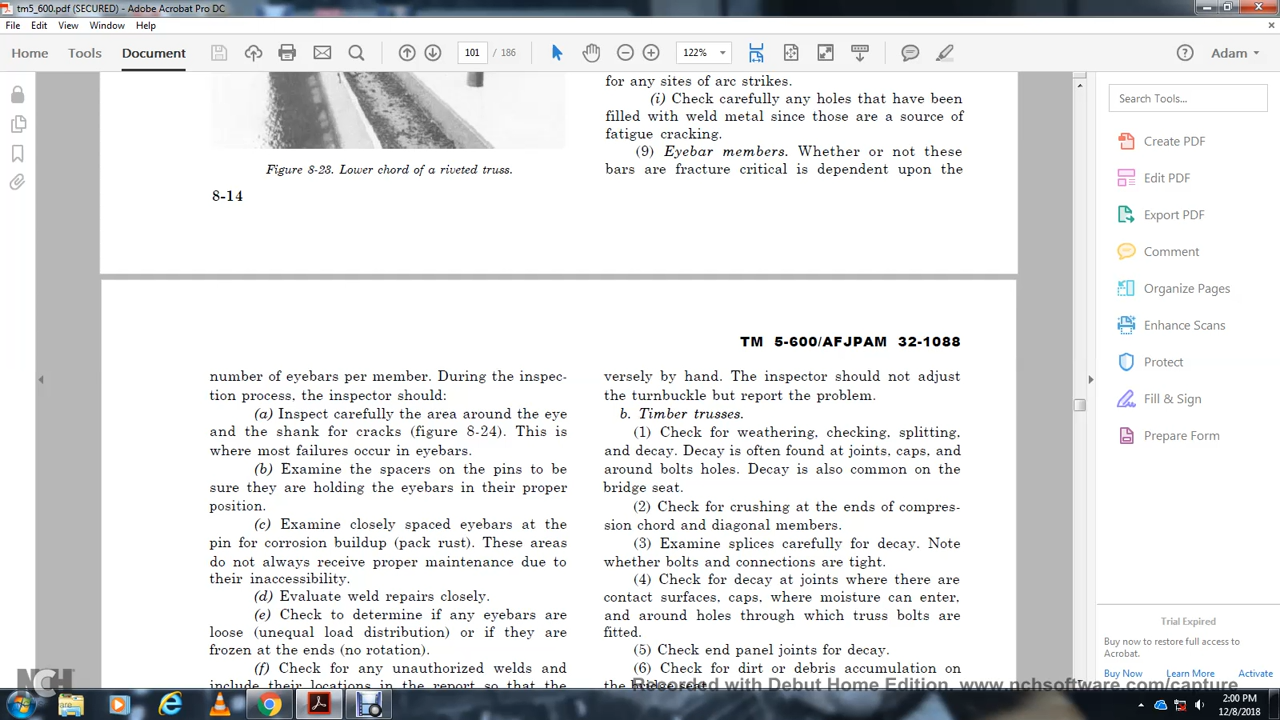 tm5_600.pdf (SECURED) - Adobe Acrobat Pro DC
File Edit View Window Help
Home Tools Document 101 / 186 122% Adam
for any sites of arc strikes.
(i) Check carefully any holes that have been
filled with weld metal since those are a source of
fatigue cracking.
(9) Eyebar members. Whether or not these
bars are fracture critical is dependent upon the
Figure 8-23. Lower chord of a riveted truss.
8-14
TM 5-600/AFJPAM 32-1088
number of eyebars per member. During the inspec-
tion process, the inspector should:
(a) Inspect carefully the area around the eye
and the shank for cracks (figure 8-24). This is
where most failures occur in eyebars.
(b) Examine the spacers on the pins to be
sure they are holding the eyebars in their proper
position.
(c) Examine closely spaced eyebars at the
pin for corrosion buildup (pack rust). These areas
do not always receive proper maintenance due to
their inaccessibility.
(d) Evaluate weld repairs closely.
(e) Check to determine if any eyebars are
loose (unequal load distribution) or if they are
frozen at the ends (no rotation).
(f) Check for any unauthorized welds and
include their locations in the report so that the
versely by hand. The inspector should not adjust
the turnbuckle but report the problem.
b. Timber trusses.
(1) Check for weathering, checking, splitting,
and decay. Decay is often found at joints, caps, and
around bolts holes. Decay is also common on the
bridge seat.
(2) Check for crushing at the ends of compres-
sion chord and diagonal members.
(3) Examine splices carefully for decay. Note
whether bolts and connections are tight.
(4) Check for decay at joints where there are
contact surfaces, caps, where moisture can enter,
and around holes through which truss bolts are
fitted.
(5) Check end panel joints for decay.
(6) Check for dirt or debris accumulation on
the bridge seat.
Search Tools...
Create PDF
Edit PDF
Export PDF
Comment
Organize Pages
Enhance Scans
Protect
Fill & Sign
Prepare Form
Trial Expired
Buy now to restore full access to
Acrobat.
Buy Now Learn More Activate
NCH
Recorded with Debut Home Edition. www.nchsoftware.com/capture
2:00 PM
12/8/2018